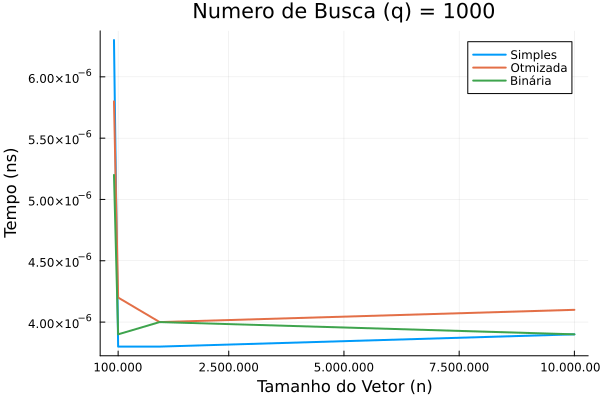 Numero de Busca (q) = 1000
Simples
Otmizada
Binária
6.00×10⁻⁶
5.50×10⁻⁶
5.00×10⁻⁶
4.50×10⁻⁶
4.00×10⁻⁶
Tempo (ns)
100.000 2.500.000 5.000.000 7.500.000 10.000.000
Tamanho do Vetor (n)